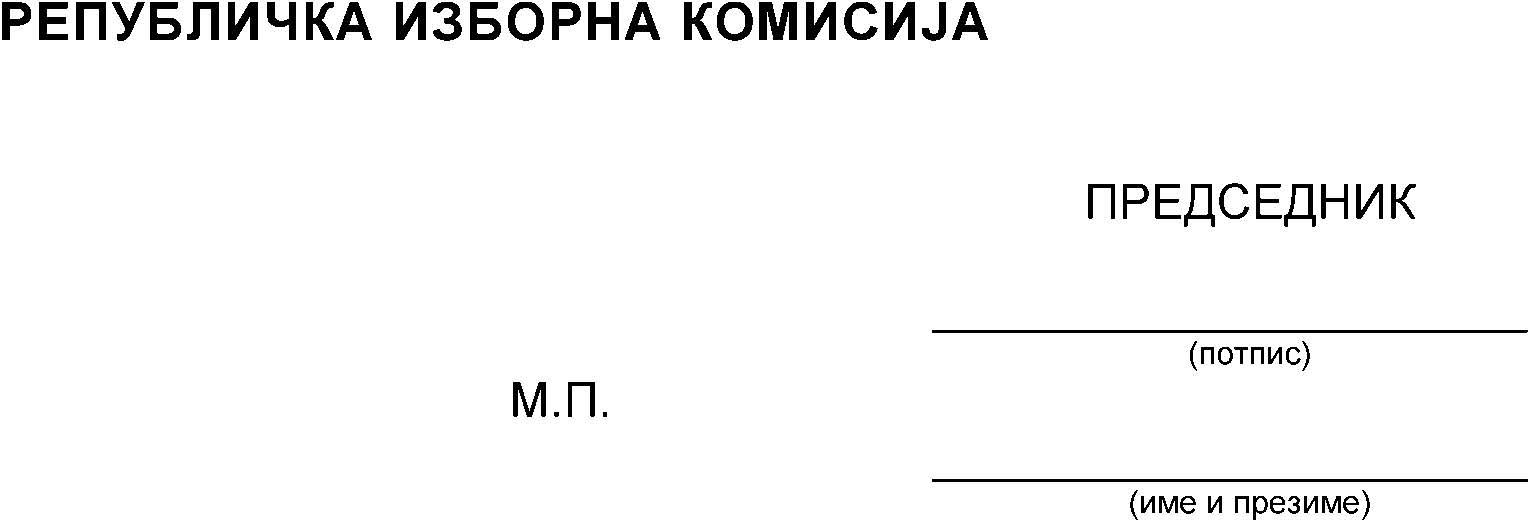 РЕПУБЛИЧКА ИЗБОРНА КОМИСИЈА
ПРЕДСЕДНИК
(потпис)
М.П.
(име и презиме)